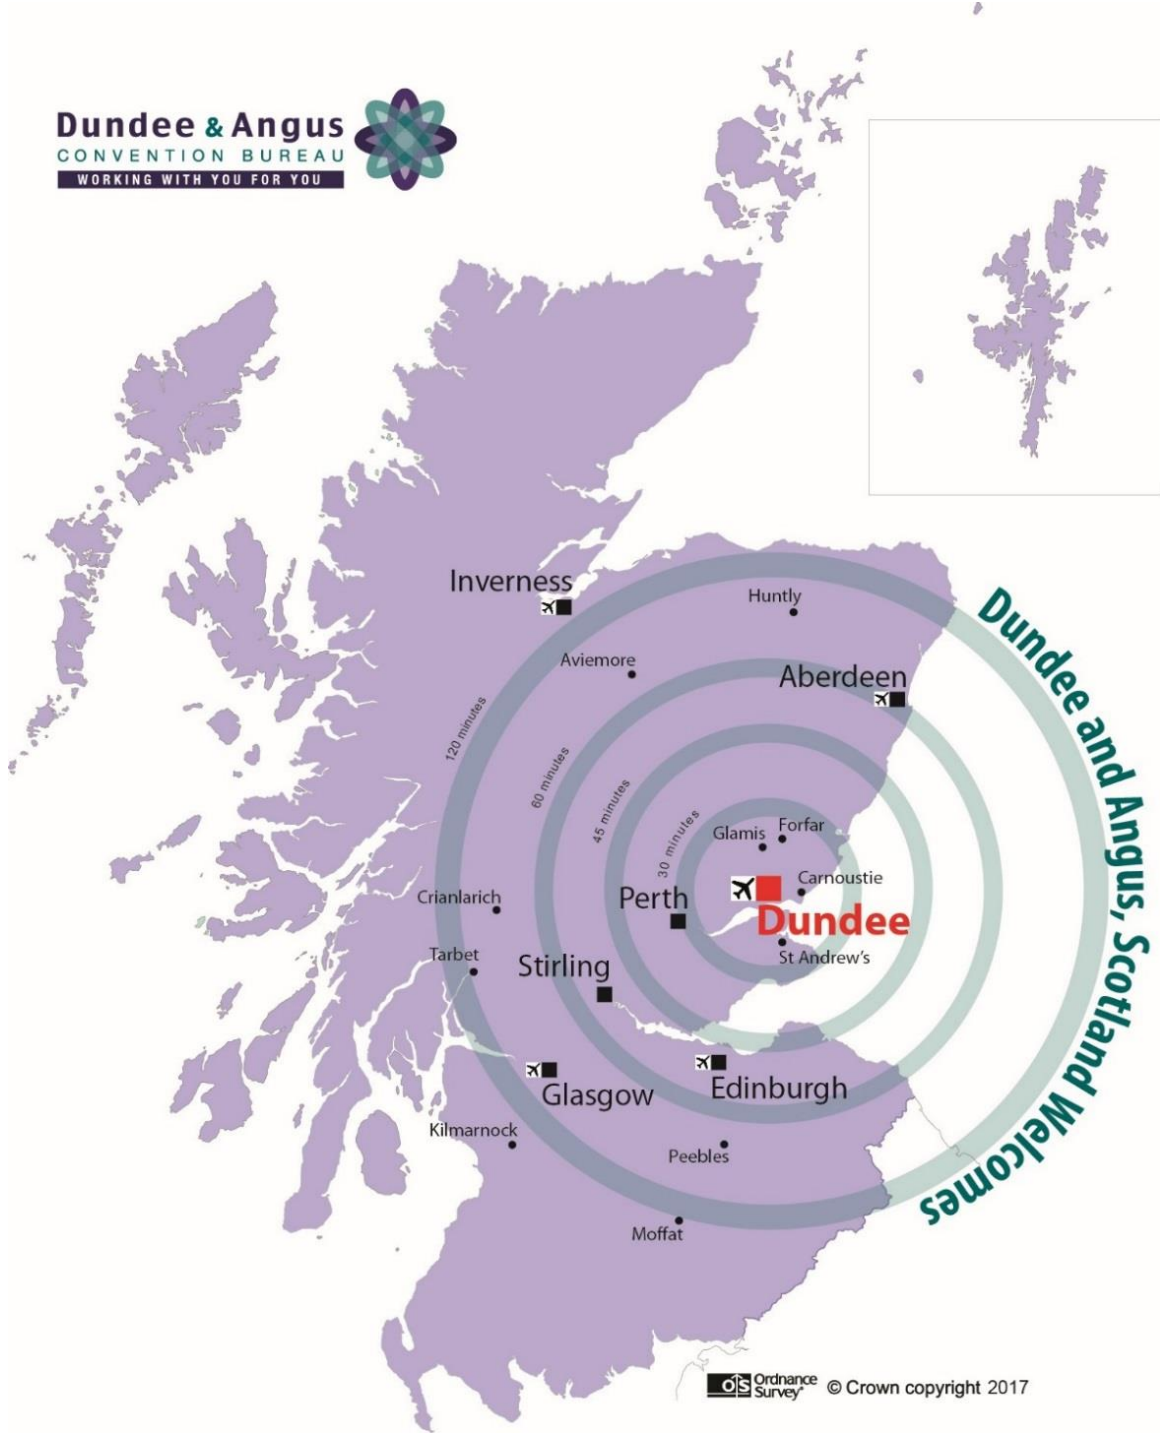 Dundee & Angus
CONVENTION BUREAU
WORKING WITH YOU FOR YOU
Inverness
Huntly
Aviemore
Aberdeen
120 minutes
60 minutes
45 minutes
30 minutes
Glamis
Forfar
Carnoustie
Perth
Dundee
Crianlarich
St Andrew's
Tarbet
Stirling
Glasgow
Edinburgh
Kilmarnock
Peebles
Moffat
Dundee and Angus, Scotland Welcomes
OS Ordnance
Survey®
© Crown copyright 2017